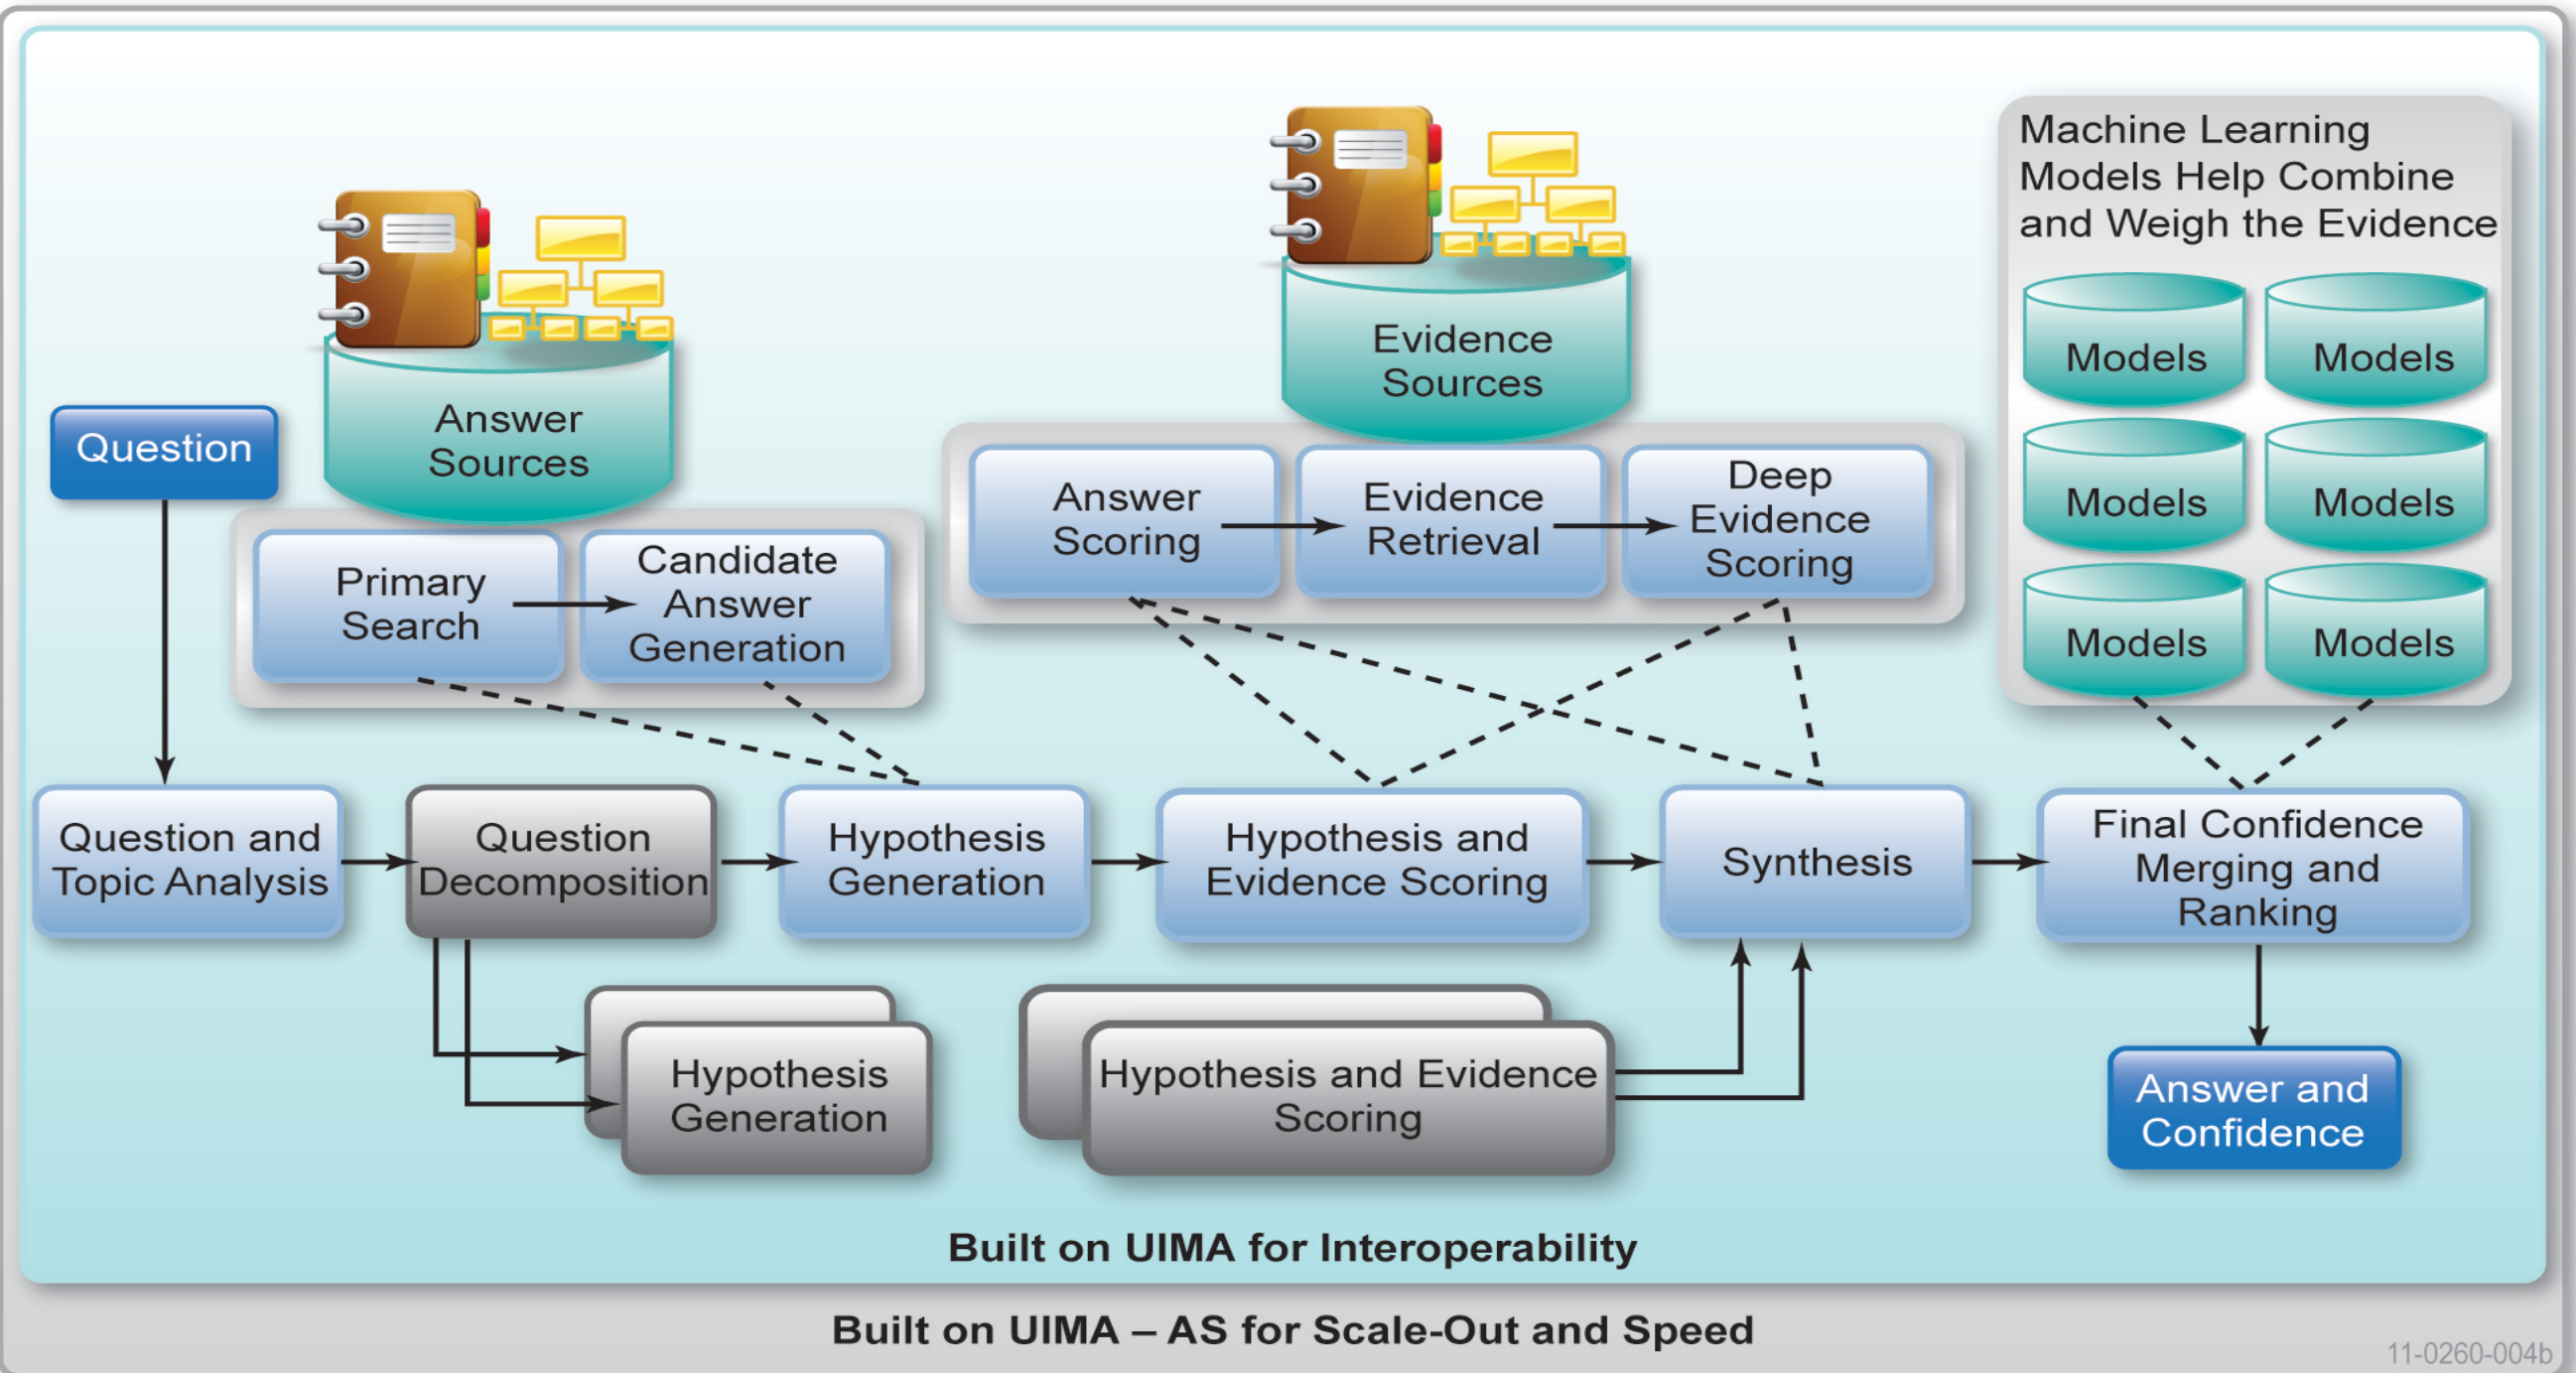 Machine Learning
Models Help Combine
and Weigh the Evidence
Models
Models
Models
Models
Models
Models
Evidence
Sources
Answer
Sources
Question
Answer
Scoring
Evidence
Retrieval
Deep
Evidence
Scoring
Primary
Search
Candidate
Answer
Generation
Question and
Topic Analysis
Question
Decomposition
Hypothesis
Generation
Hypothesis and
Evidence Scoring
Synthesis
Final Confidence
Merging and
Ranking
Hypothesis
Generation
Hypothesis and Evidence
Scoring
Answer and
Confidence
Built on UIMA for Interoperability
Built on UIMA – AS for Scale-Out and Speed
11-0260-004b